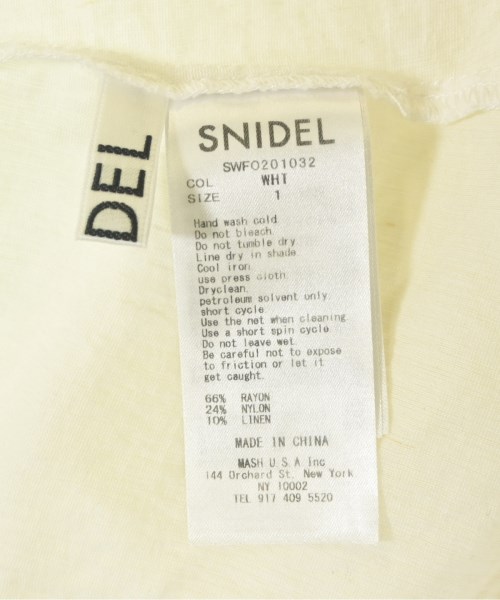 DEL
SNIDEL
SWFO201032
COL WHT
SIZE 1
Hand wash cold
Do not bleach
Do not tumble dry
Line dry in shade
Cool iron
use press cloth
Dryclean.
petroleum solvent only
short cycle
Use the net when cleaning
Use a short spin cycle.
Do not leave wet.
Be careful not to expose
to friction or let it
get caught.
66% RAYON
24% NYLON
10% LINEN
MADE IN CHINA
MASH U S A Inc
144 Orchard St. New York
NY 10002
TEL 917 409 5520